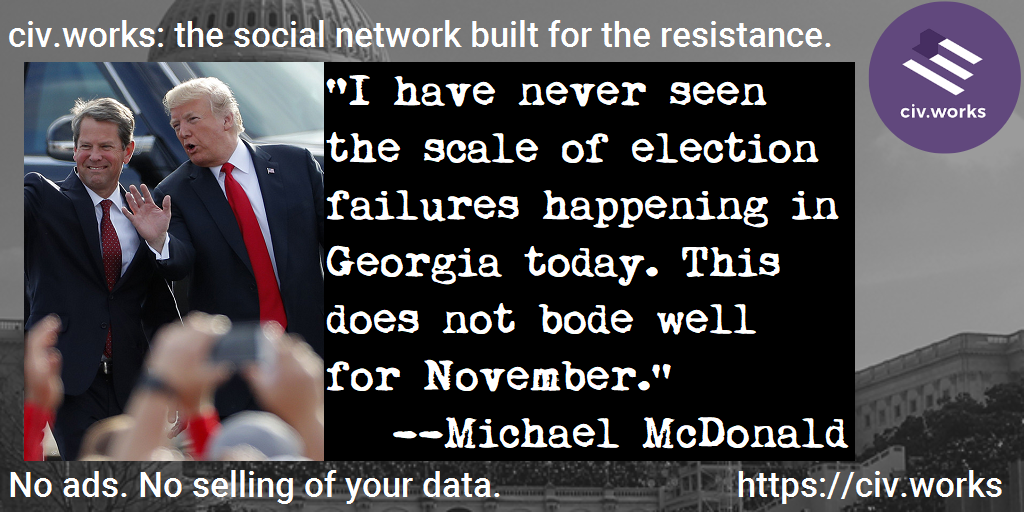 civ.works: the social network built for the resistance.
civ.works
"I have never seen
the scale of election
failures happening in
Georgia today. This
does not bode well
for November."
--Michael McDonald
No ads. No selling of your data.
https://civ.works